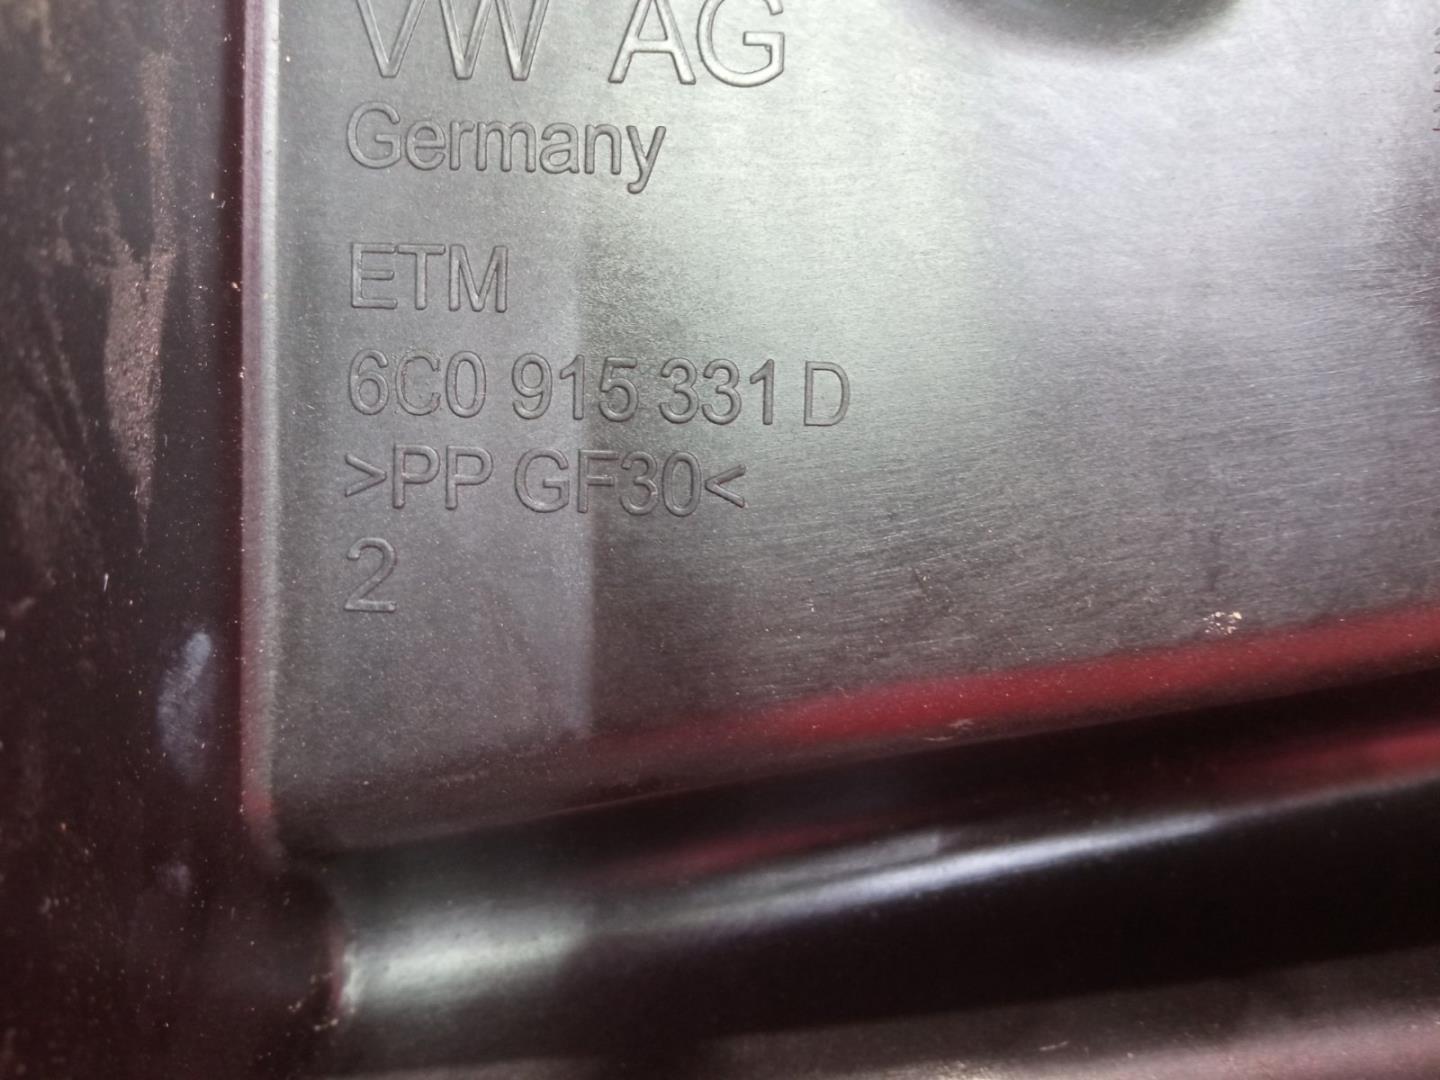 VW AG
Germany
ETM
6C0 915 331 D
>PP GF30<
2